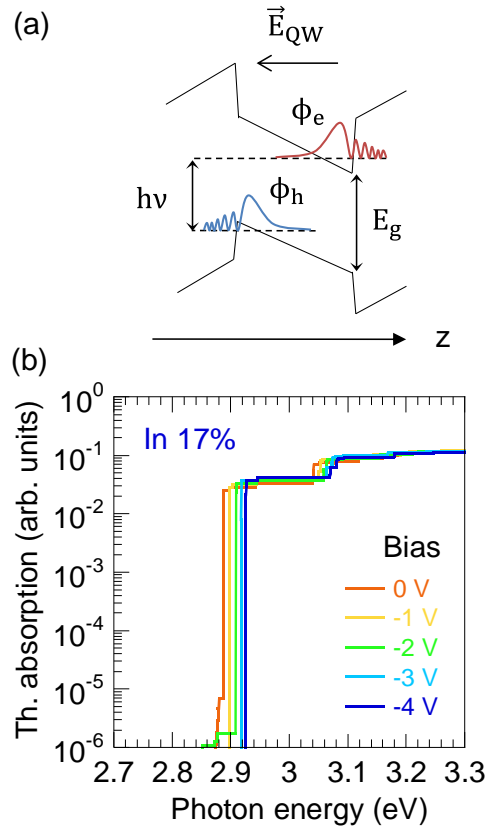 (a)
E⃗QW
ϕe
hν
ϕh
Eg
z
(b)
Th. absorption (arb. units)
10^0
10^-1
10^-2
10^-3
10^-4
10^-5
10^-6
In 17%
Bias
0 V
-1 V
-2 V
-3 V
-4 V
2.7 2.8 2.9 3 3.1 3.2 3.3
Photon energy (eV)